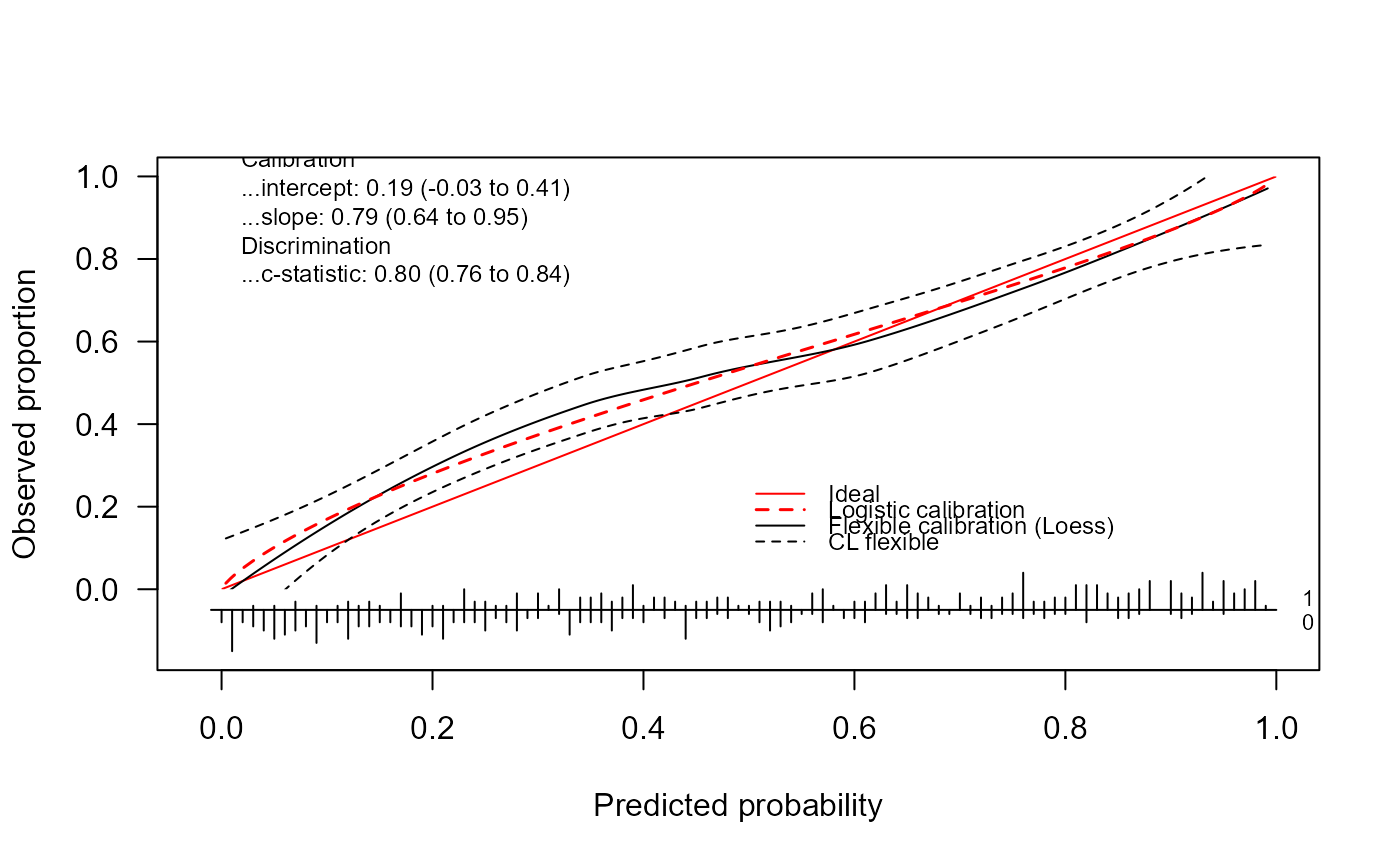 Calibration
...intercept: 0.19 (-0.03 to 0.41)
...slope: 0.79 (0.64 to 0.95)
Discrimination
...c-statistic: 0.80 (0.76 to 0.84)
Observed proportion
1.0
0.8
0.6
0.4
0.2
0.0
Ideal
Logistic calibration
Flexible calibration (Loess)
CL flexible
1
0
0.0 0.2 0.4 0.6 0.8 1.0
Predicted probability